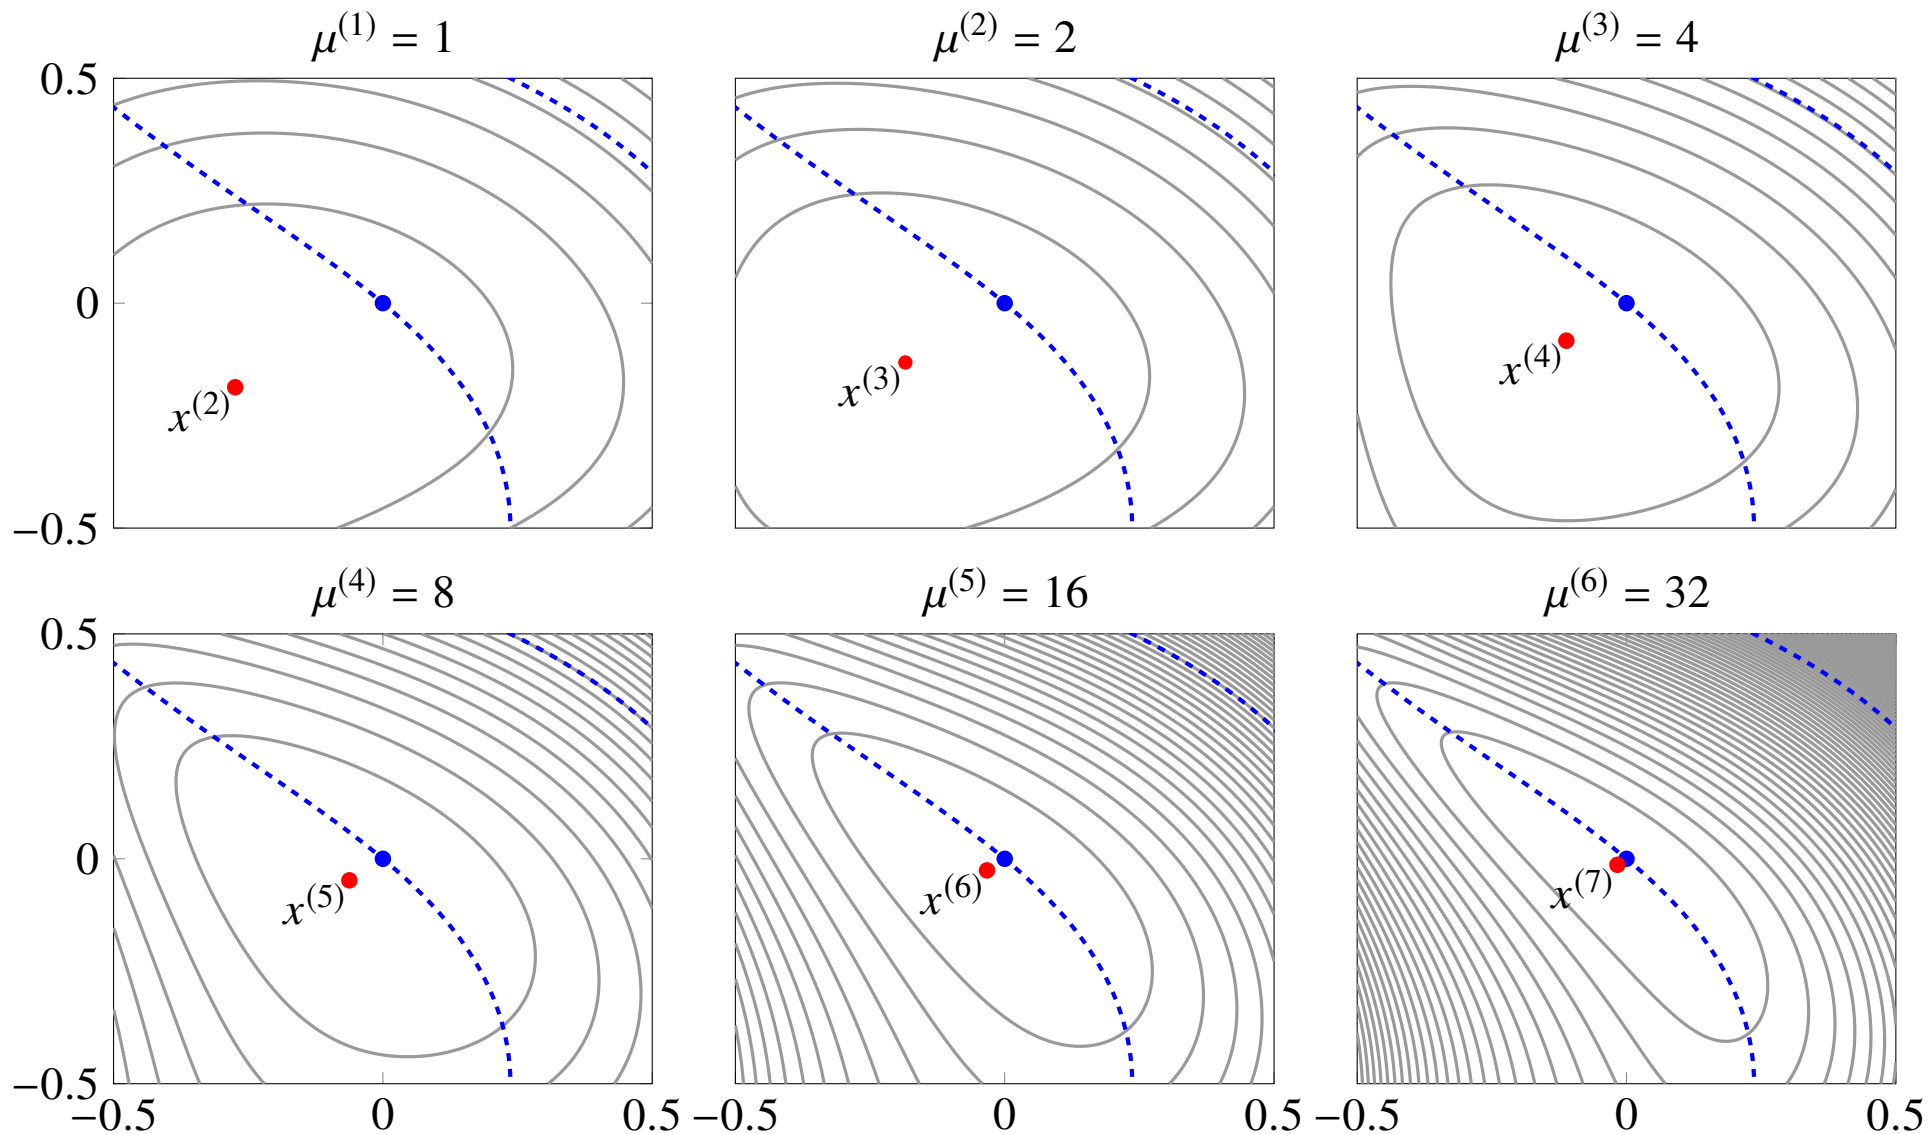 μ^(1) = 1
μ^(2) = 2
μ^(3) = 4
0.5
0
−0.5
x^(2)
x^(3)
x^(4)
μ^(4) = 8
μ^(5) = 16
μ^(6) = 32
0.5
0
−0.5
x^(5)
x^(6)
x^(7)
−0.5 0 0.5 −0.5 0 0.5 −0.5 0 0.5